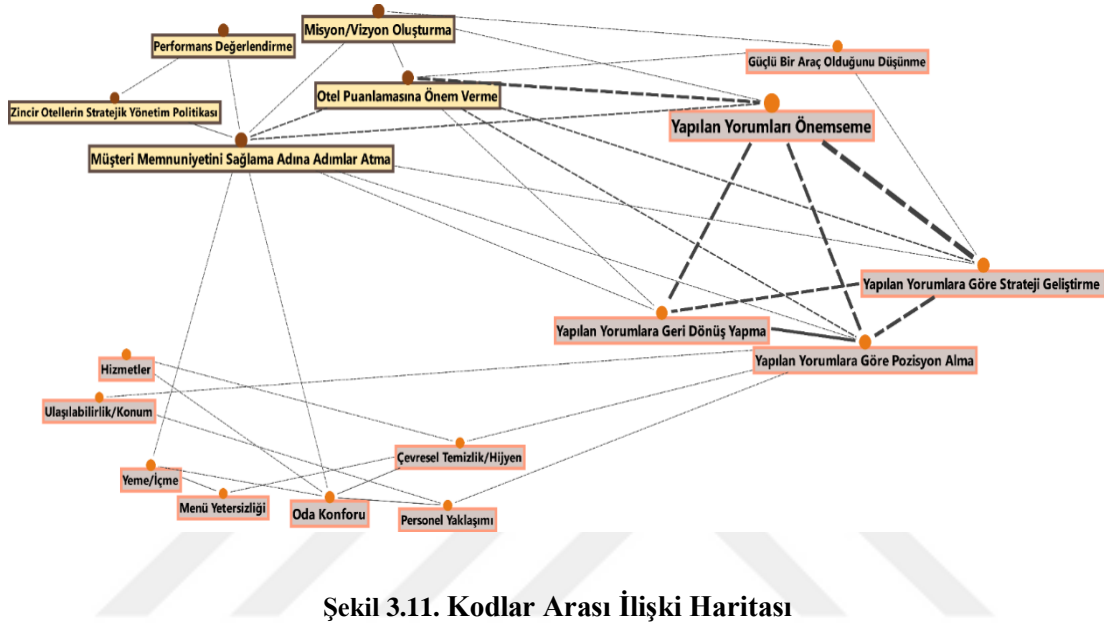 Misyon/Vizyon Oluşturma
Performans Değerlendirme
Güçlü Bir Araç Olduğunu Düşünme
Otel Puanlamasına Önem Verme
Zincir Otellerin Stratejik Yönetim Politikası
Yapılan Yorumları Önemseme
Müşteri Memnuniyetini Sağlama Adına Adımlar Atma
Yapılan Yorumlara Göre Strateji Geliştirme
Yapılan Yorumlara Geri Dönüş Yapma
Yapılan Yorumlara Göre Pozisyon Alma
Hizmetler
Ulaşılabilirlik/Konum
Çevresel Temizlik/Hijyen
Yeme/İçme
Menü Yetersizliği
Oda Konforu
Personel Yaklaşımı
Şekil 3.11. Kodlar Arası İlişki Haritası